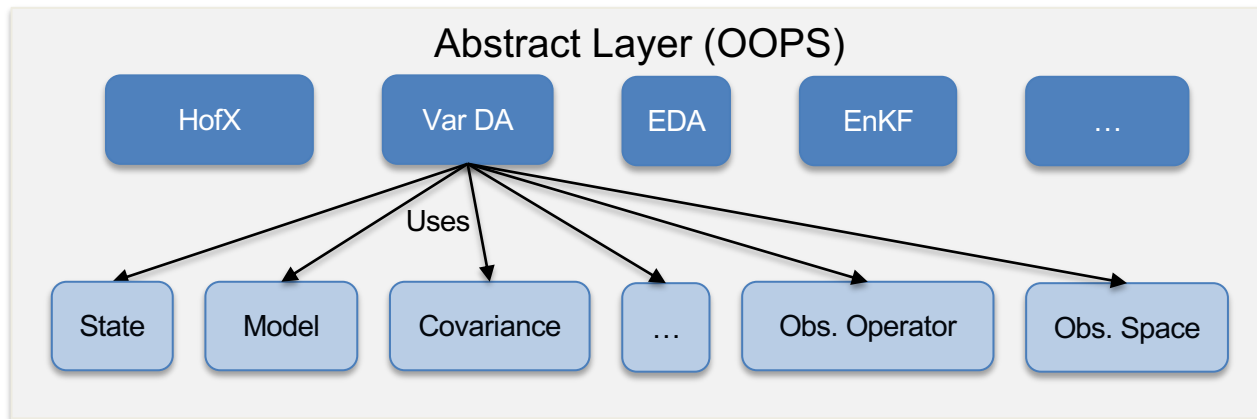 Abstract Layer (OOPS)
HofX
Var DA
EDA
EnKF
…
Uses
State
Model
Covariance
…
Obs. Operator
Obs. Space